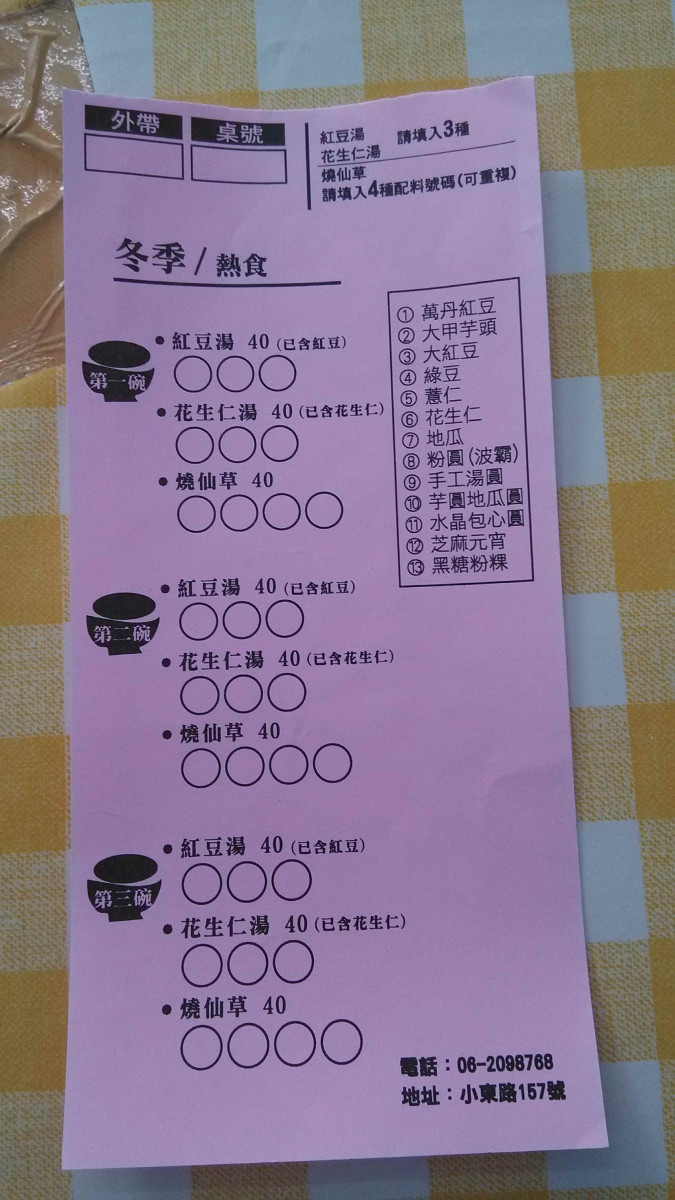 外帶
桌號
紅豆湯
花生仁湯
請填入3種
燒仙草
請填入4種配料號碼(可重複)
冬季/熱食
① 萬丹紅豆
② 大甲芋頭
③ 大紅豆
④ 綠豆
⑤ 薏仁
⑥ 花生仁
⑦ 地瓜
⑧ 粉圓(波霸)
⑨ 手工湯圓
⑩ 芋圓地瓜圓
⑪ 水晶包心圓
⑫ 芝麻元宵
⑬ 黑糖粉粿
第一碗
• 紅豆湯 40 (已含紅豆)
• 花生仁湯 40 (已含花生仁)
• 燒仙草 40
第二碗
• 紅豆湯 40 (已含紅豆)
• 花生仁湯 40 (已含花生仁)
• 燒仙草 40
第三碗
• 紅豆湯 40 (已含紅豆)
• 花生仁湯 40 (已含花生仁)
• 燒仙草 40
電話：06-2098768
地址：小東路157號